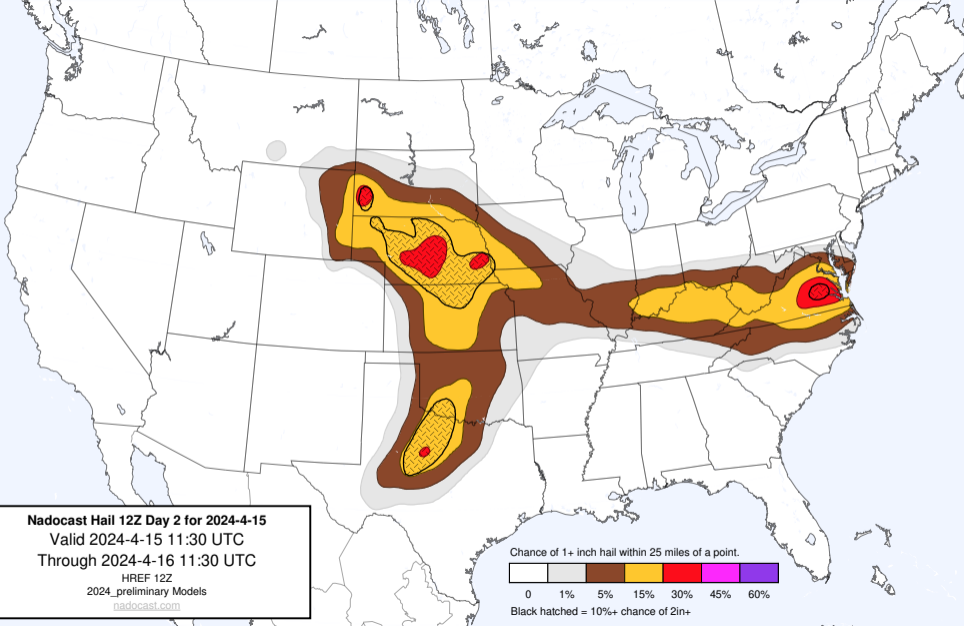 Nadocast Hail 12Z Day 2 for 2024-4-15
Valid 2024-4-15 11:30 UTC
Through 2024-4-16 11:30 UTC
HREF 12Z
2024_preliminary Models
nadocast.com
Chance of 1+ inch hail within 25 miles of a point.
0 1% 5% 15% 30% 45% 60%
Black hatched = 10%+ chance of 2in+